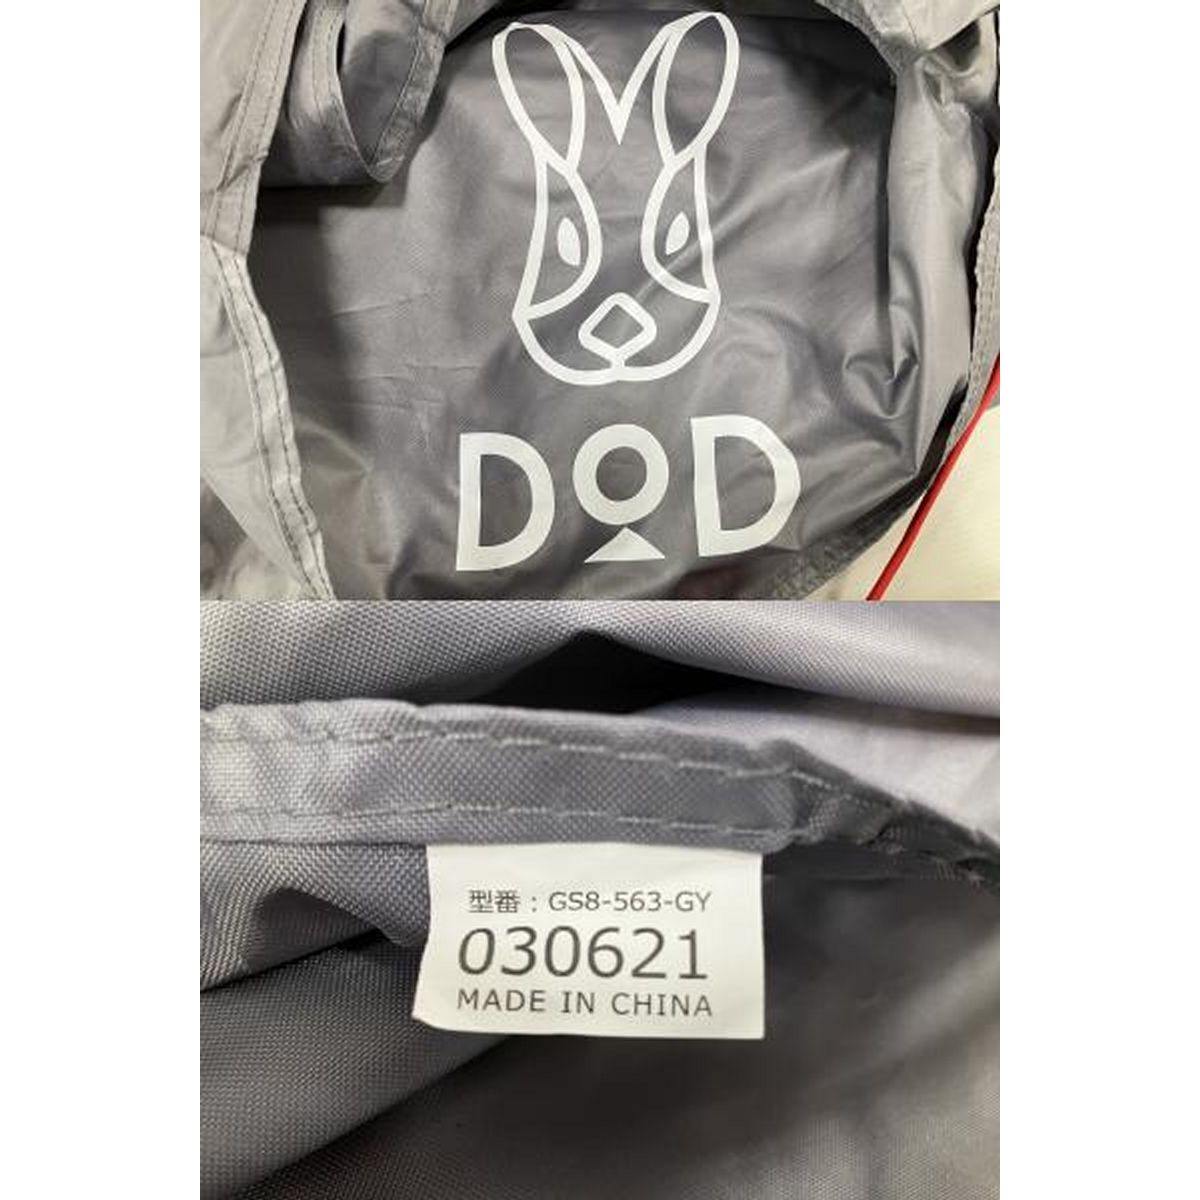 DOD
型番：GS8-563-GY
030621
MADE IN CHINA